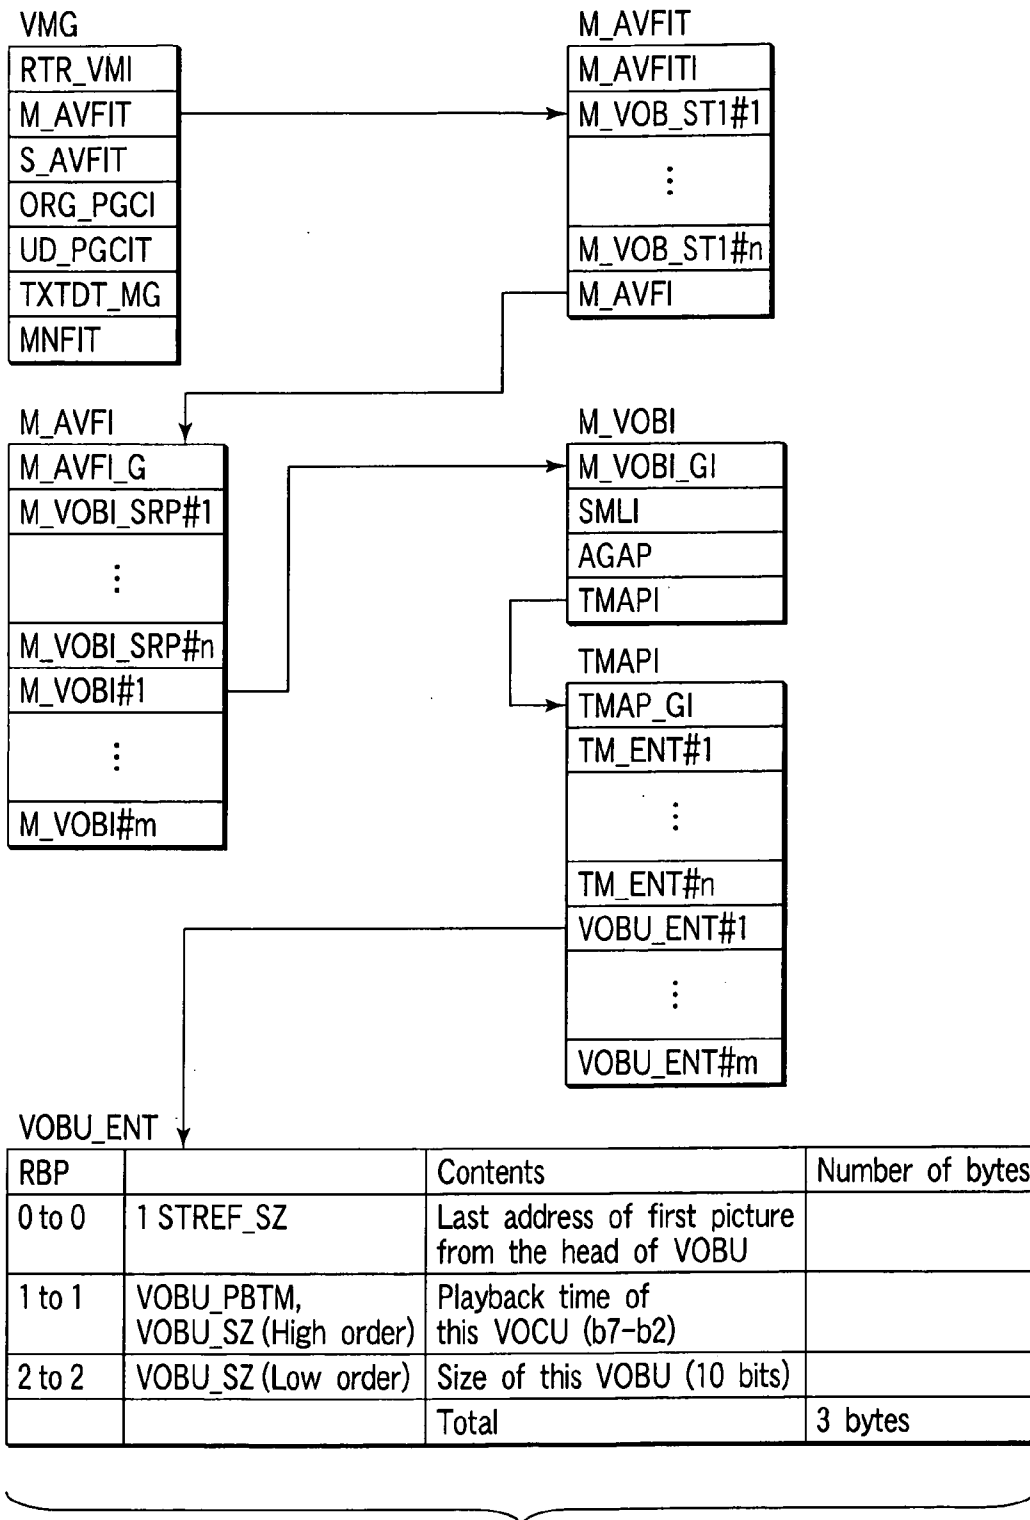 VMG
RTR_VMI
M_AVFIT
S_AVFIT
ORG_PGCI
UD_PGCIT
TXTDT_MG
MNFIT
M_AVFIT
M_AVFITI
M_VOB_ST1#1
⋮
M_VOB_ST1#n
M_AVFI
M_AVFI
M_AVFI_G
M_VOBI_SRP#1
⋮
M_VOBI_SRP#n
M_VOBI#1
⋮
M_VOBI#m
M_VOBI
M_VOBI_GI
SMLI
AGAP
TMAPI
TMAPI
TMAP_GI
TM_ENT#1
⋮
TM_ENT#n
VOBU_ENT#1
⋮
VOBU_ENT#m
VOBU_ENT
RBP Contents Number of bytes
0 to 0 1 STREF_SZ Last address of first picture
from the head of VOBU
1 to 1 VOBU_PBTM, Playback time of
VOBU_SZ (High order) this VOCU (b7-b2)
2 to 2 VOBU_SZ (Low order) Size of this VOBU (10 bits)
Total 3 bytes